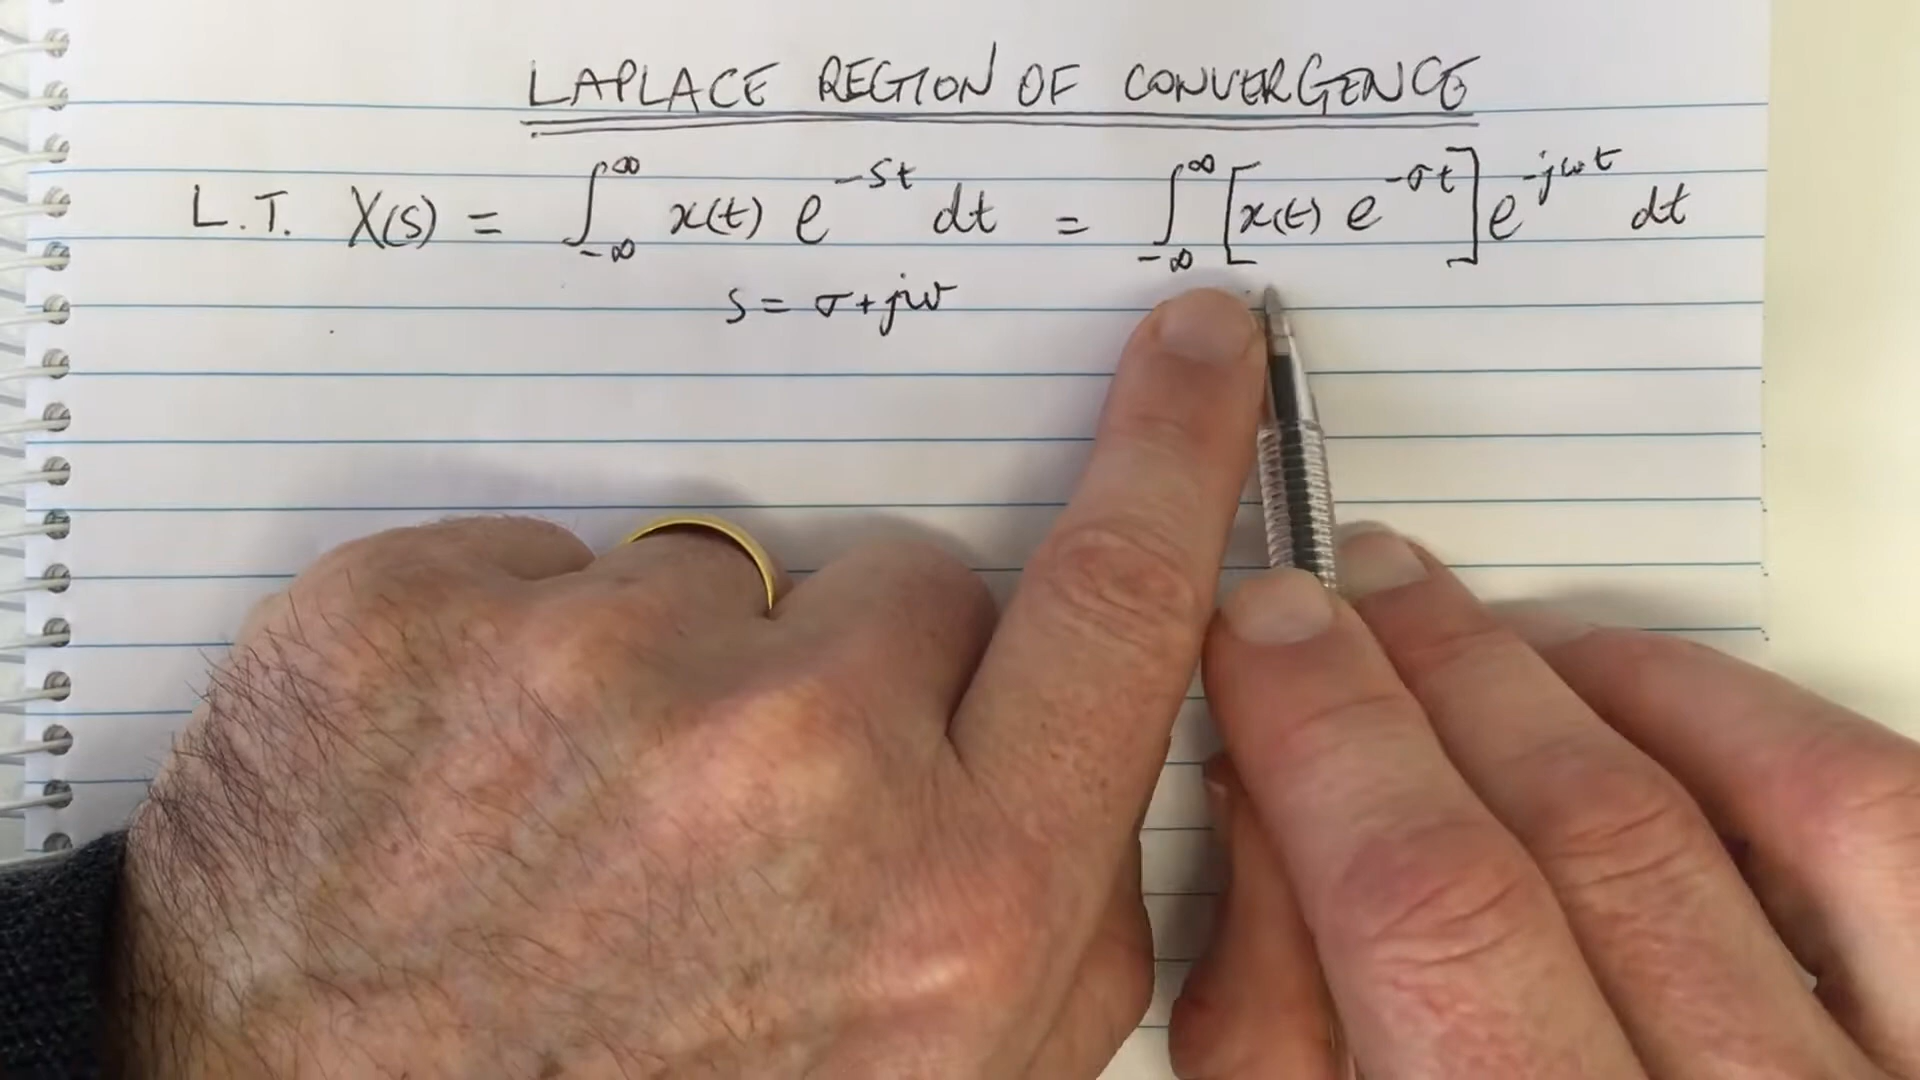 LAPLACE REGION OF CONVERGENCE
L.T. X(s) = ∫_{-∞}^{∞} x(t) e^{-st} dt = ∫_{-∞}^{∞} [x(t) e^{-σt}] e^{-jωt} dt
s = σ + jω